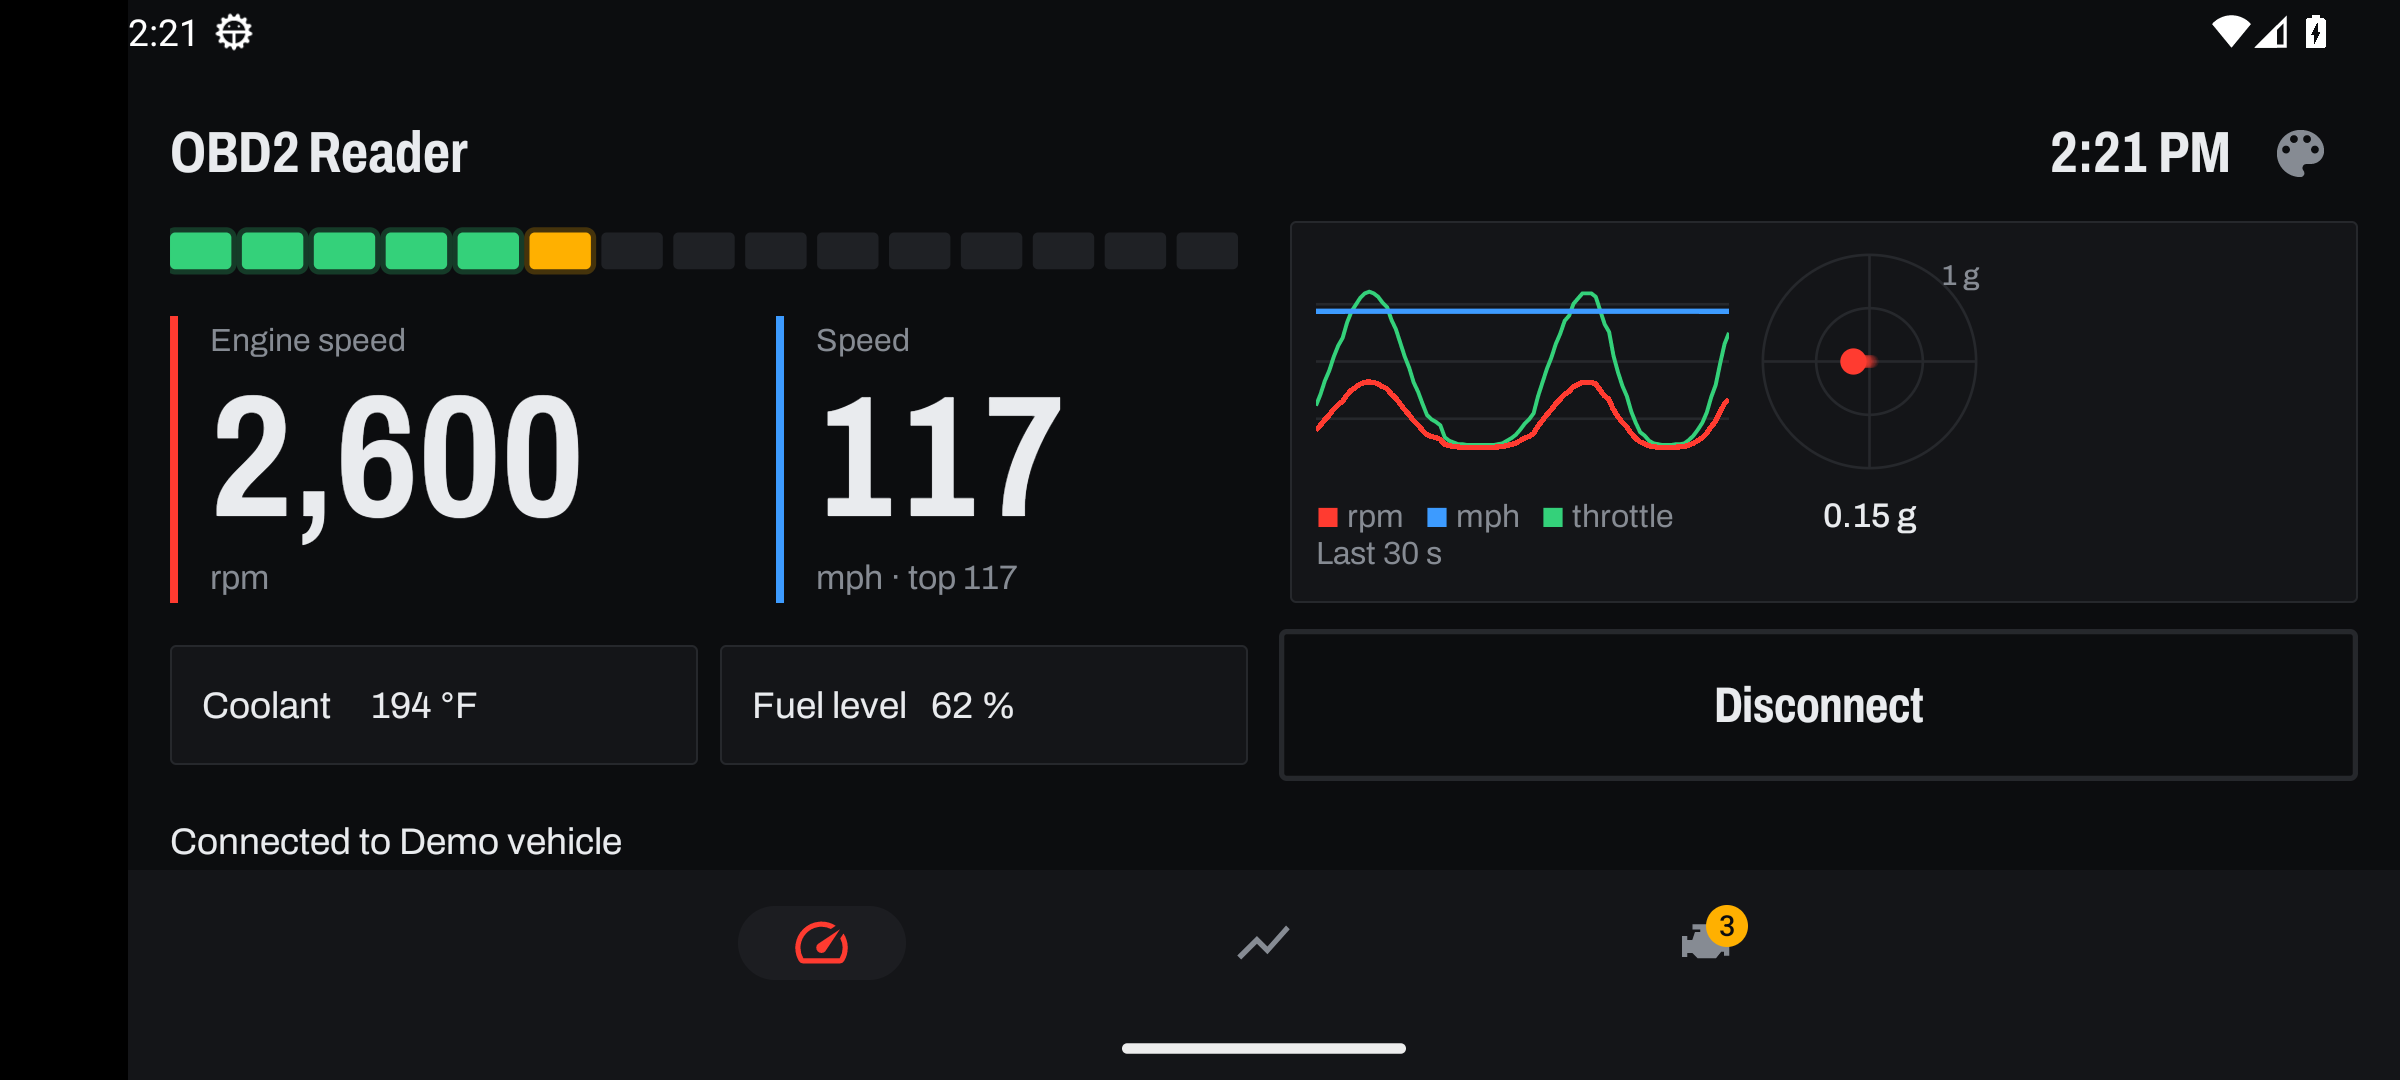 2:21
OBD2 Reader
2:21 PM
Engine speed
2,600
rpm
Speed
117
mph · top 117
1 g
rpm mph throttle
Last 30 s
0.15 g
Coolant 194 °F
Fuel level 62 %
Disconnect
Connected to Demo vehicle
3